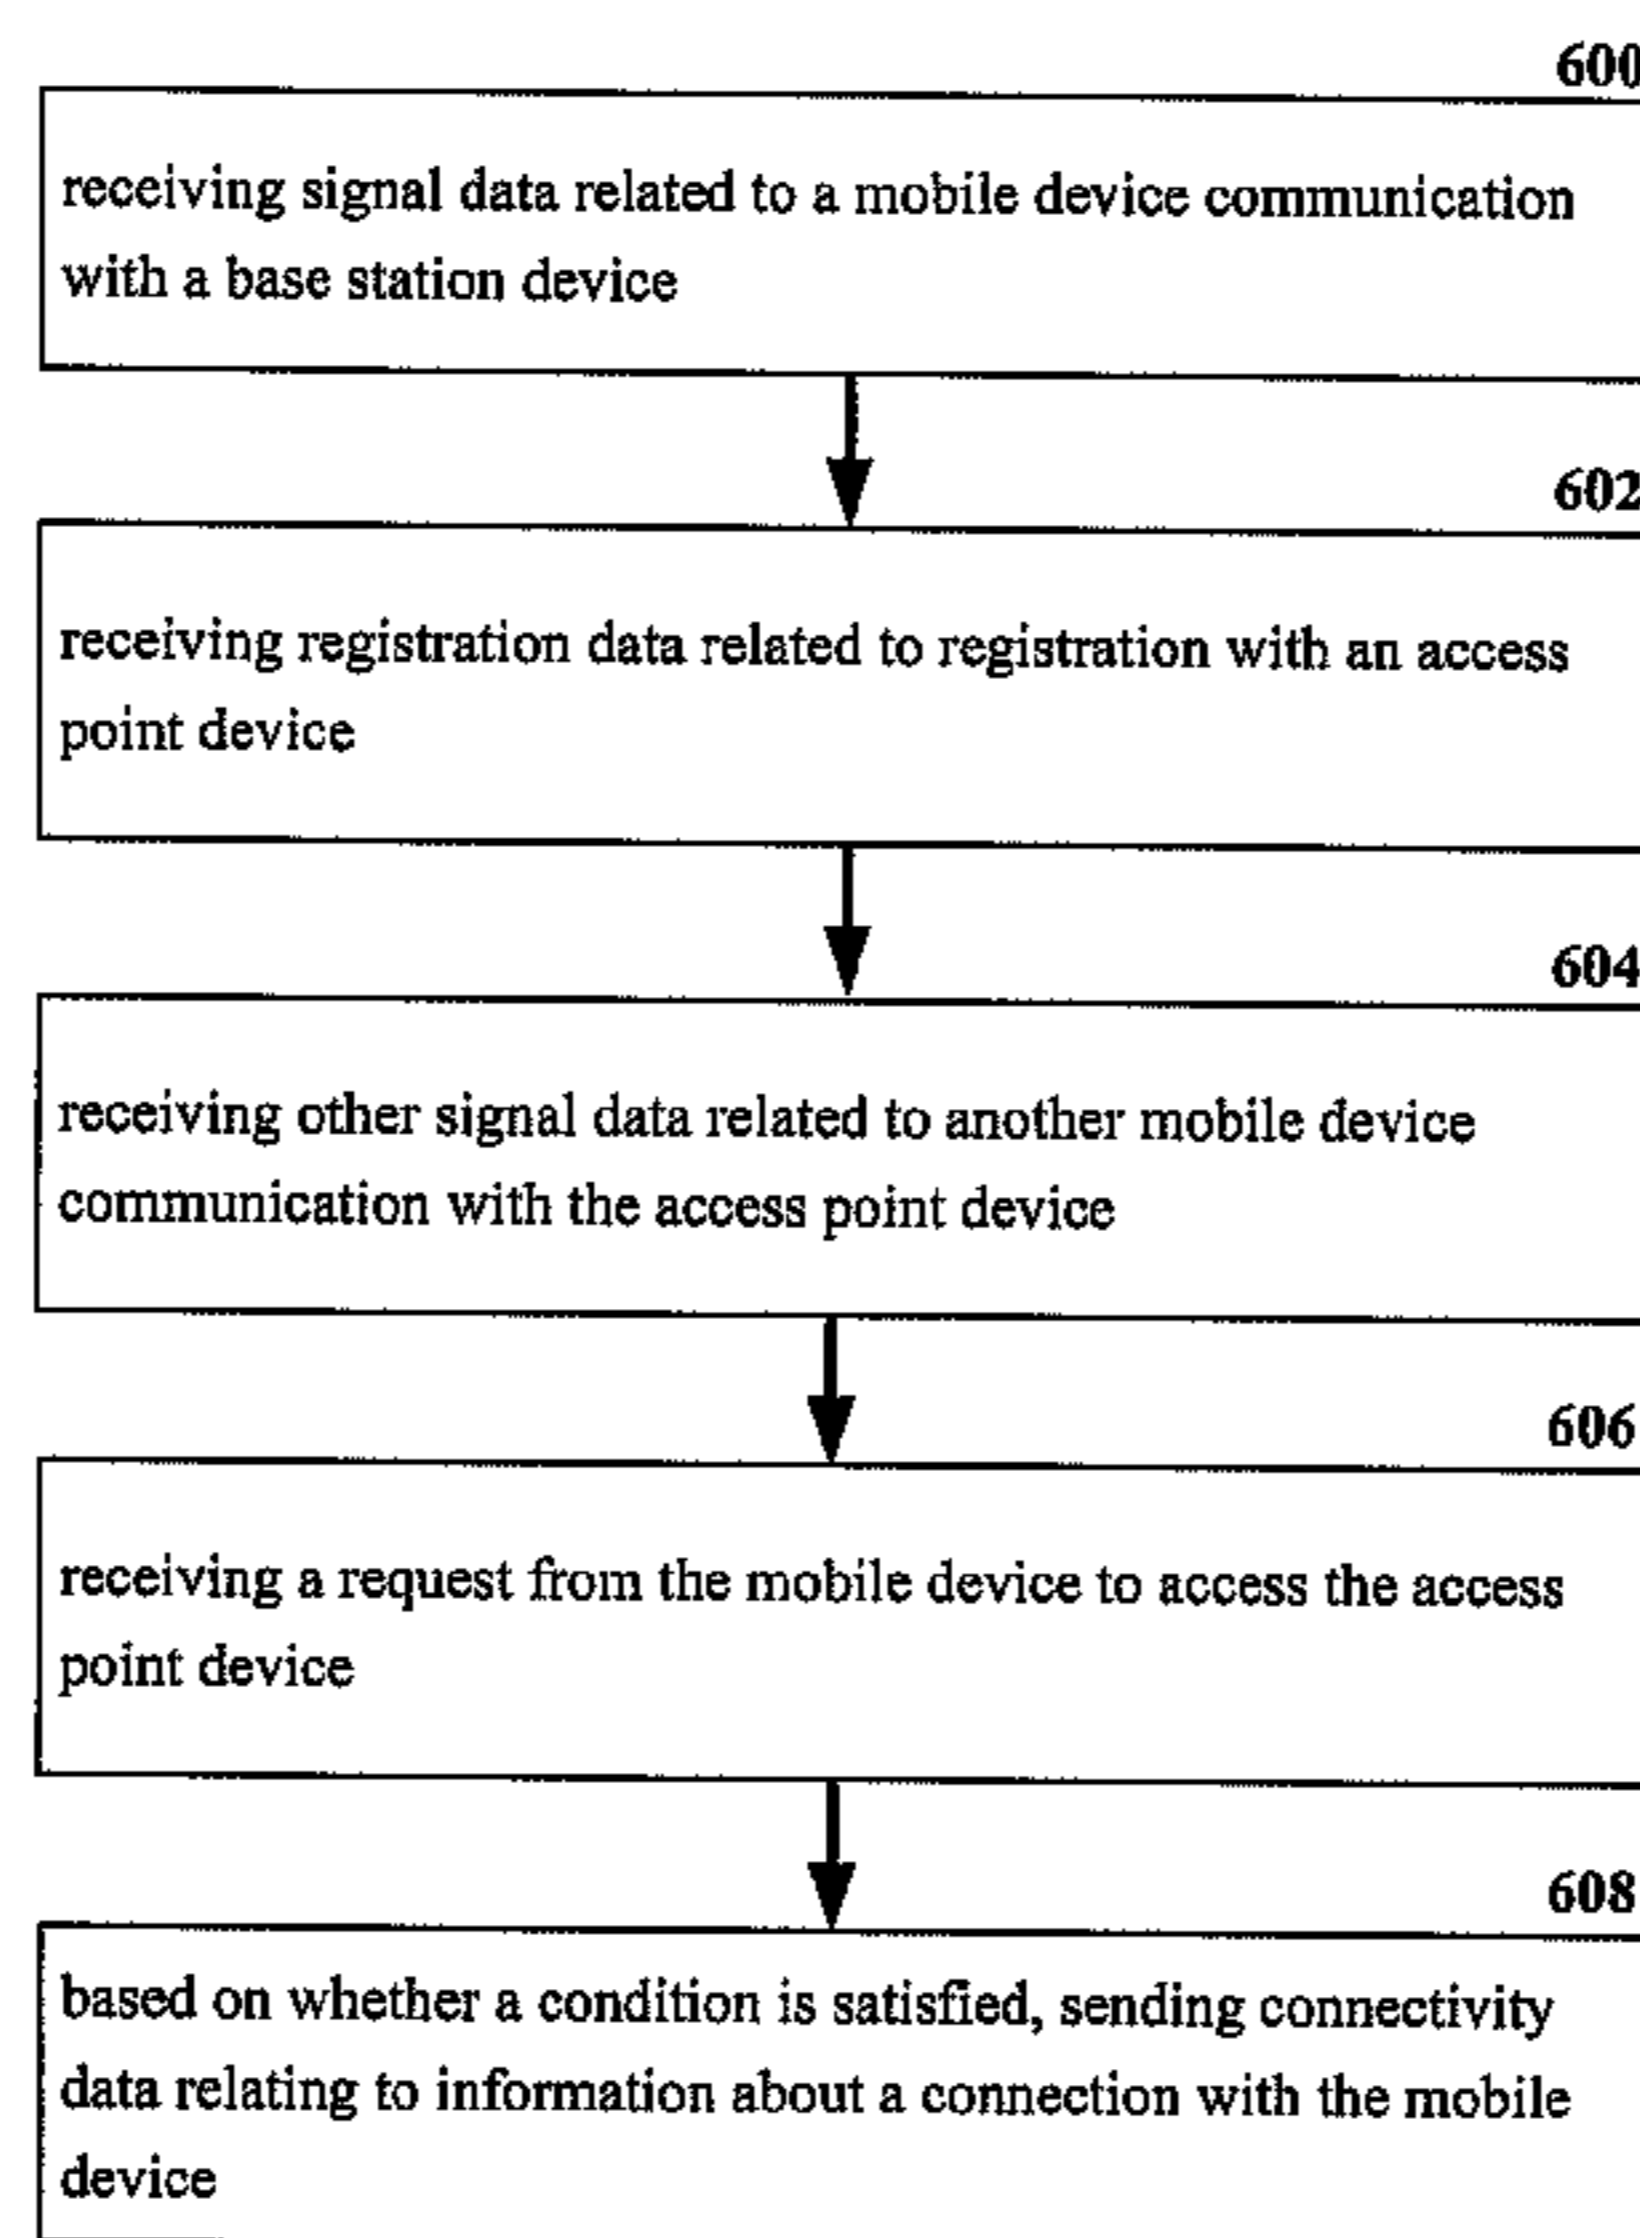 600
receiving signal data related to a mobile device communication
with a base station device
602
receiving registration data related to registration with an access
point device
604
receiving other signal data related to another mobile device
communication with the access point device
606
receiving a request from the mobile device to access the access
point device
608
based on whether a condition is satisfied, sending connectivity
data relating to information about a connection with the mobile
device